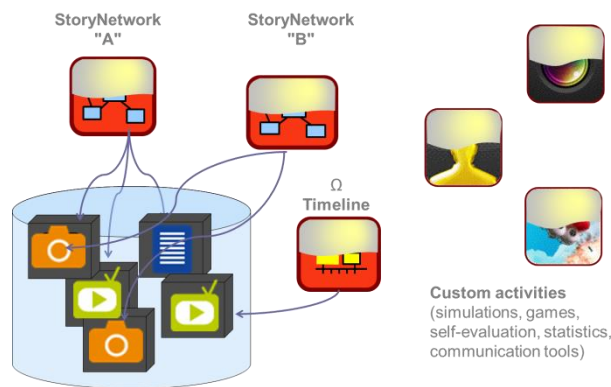 StoryNetwork
"A"
StoryNetwork
"B"
Ω
Timeline
Custom activities
(simulations, games,
self-evaluation, statistics,
communication tools)